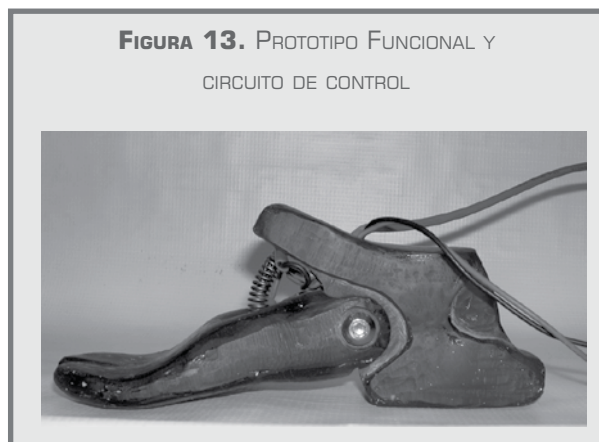 FIGURA 13. PROTOTIPO FUNCIONAL Y
CIRCUITO DE CONTROL